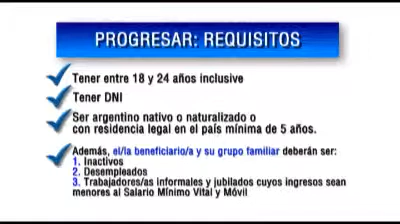 PROGRESAR: REQUISITOS
Tener entre 18 y 24 años inclusive
Tener DNI
Ser argentino nativo o naturalizado o
con residencia legal en el país mínima de 5 años.
Además, el/la beneficiario/a y su grupo familiar deberán ser:
1. Inactivos
2. Desempleados
3. Trabajadores/as informales y jubilados cuyos ingresos sean
menores al Salario Mínimo Vital y Móvil